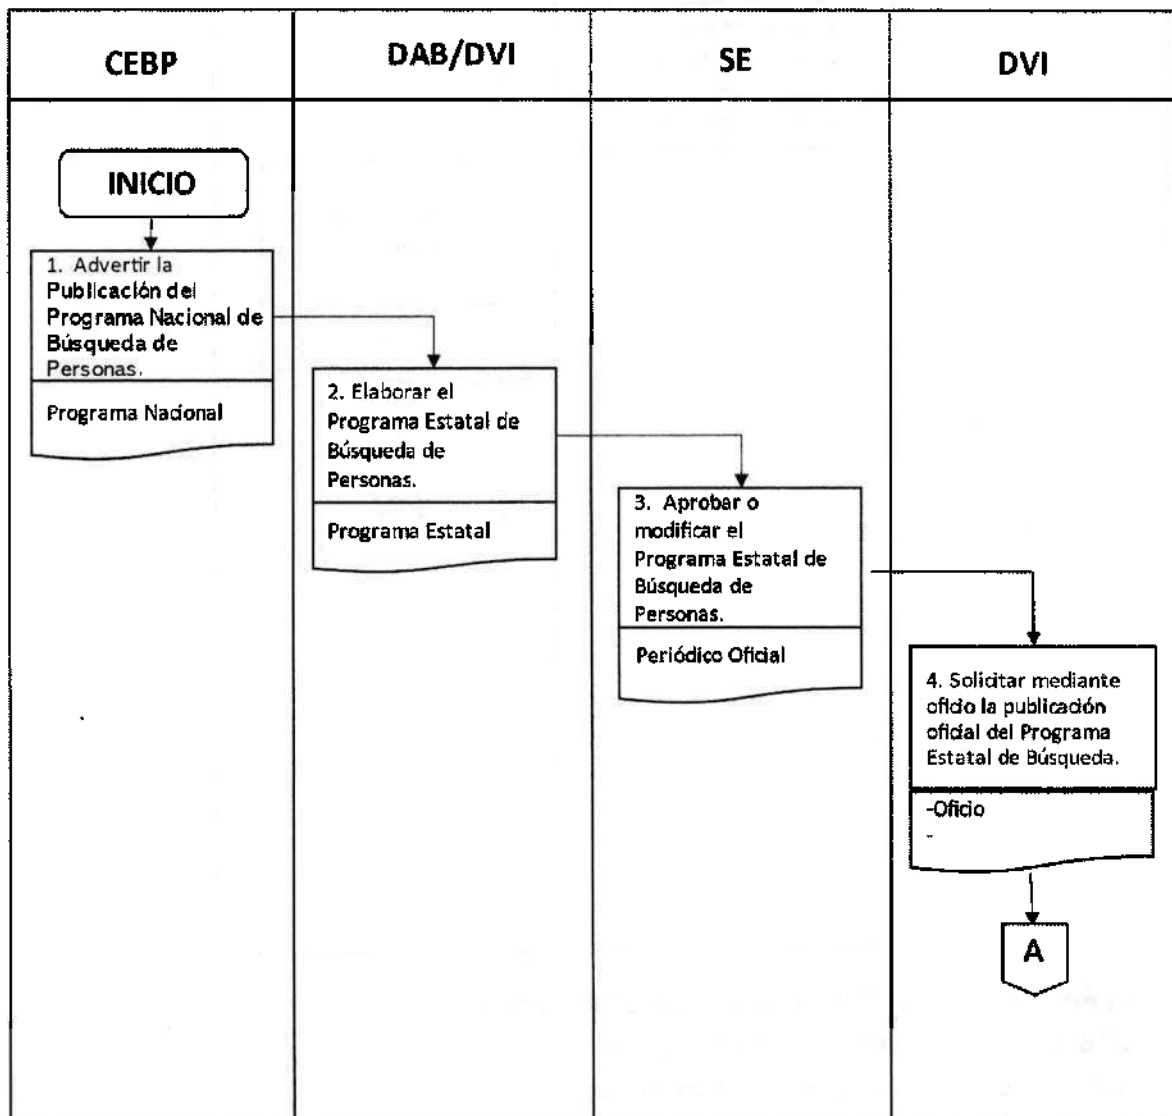 CEBP
DAB/DVI
SE
DVI
INICIO
1. Advertir la
Publicación del
Programa Nacional de
Búsqueda de
Personas.
Programa Nacional
2. Elaborar el
Programa Estatal de
Búsqueda de
Personas.
Programa Estatal
3. Aprobar o
modificar el
Programa Estatal de
Búsqueda de
Personas.
Periódico Oficial
4. Solicitar mediante
oficio la publicación
oficial del Programa
Estatal de Búsqueda.
-Oficio
-
A